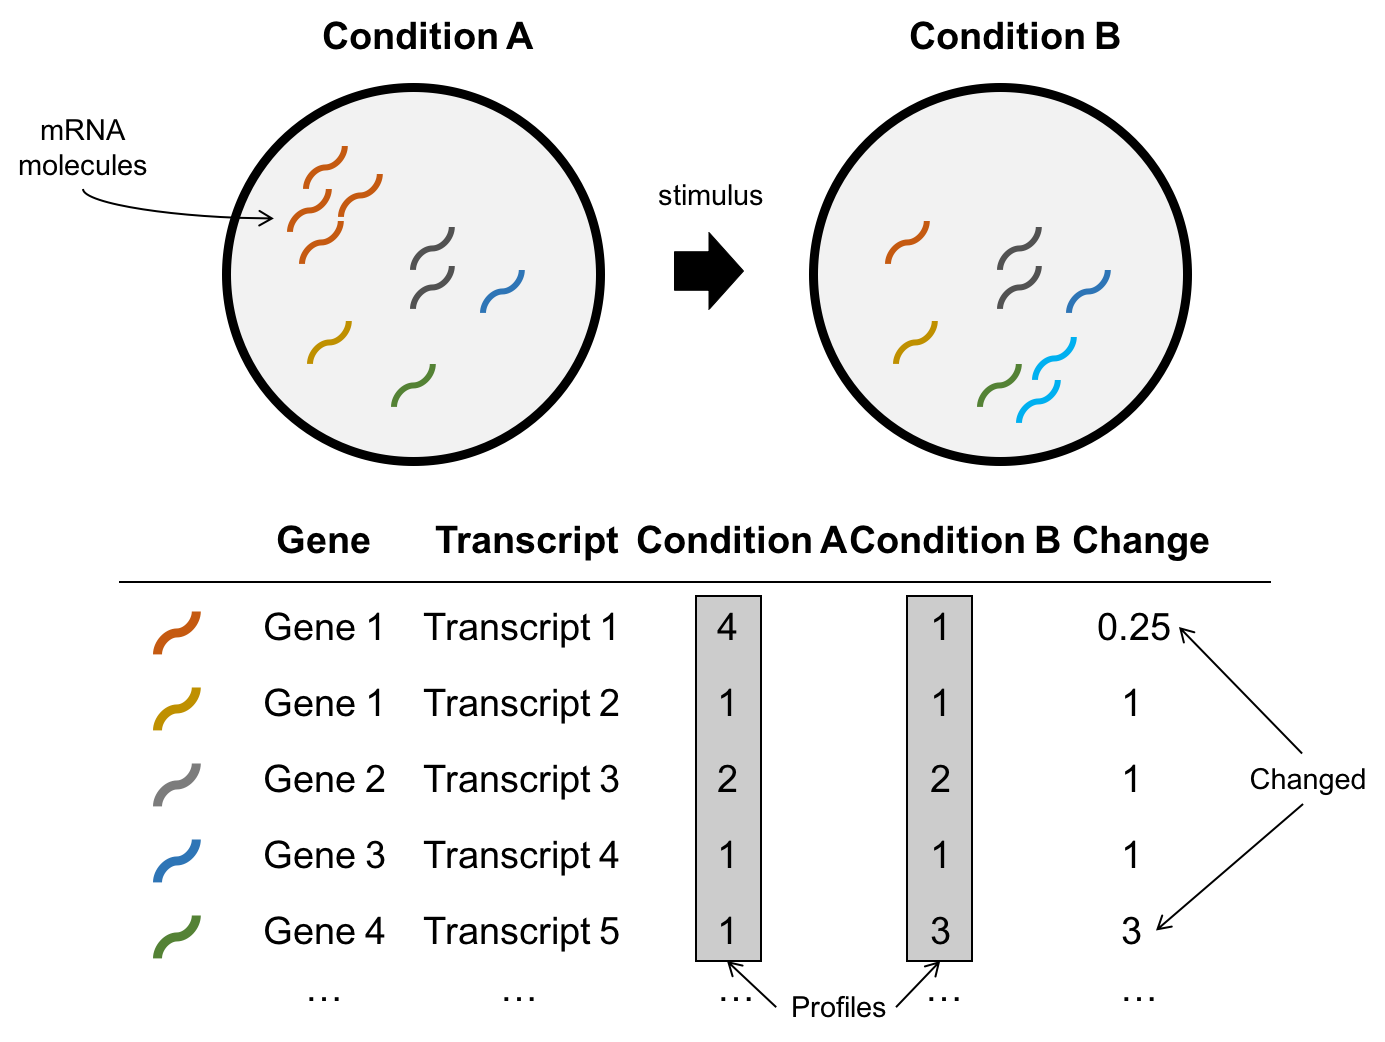 Condition A
Condition B
mRNA
molecules
stimulus
Gene Transcript Condition A Condition B Change
Gene 1 Transcript 1 4 1 0.25
Gene 1 Transcript 2 1 1 1
Gene 2 Transcript 3 2 2 1
Changed
Gene 3 Transcript 4 1 1 1
Gene 4 Transcript 5 1 3 3
… … … … …
Profiles